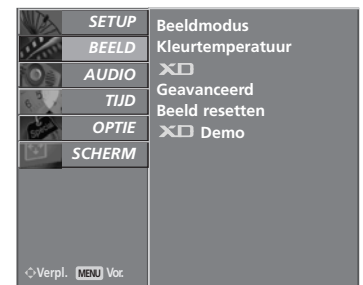 SETUP
BEELD
AUDIO
TIJD
OPTIE
SCHERM
Verpl. MENU Vor.
Beeldmodus
Kleurtemperatuur
XD
Geavanceerd
Beeld resetten
XD Demo